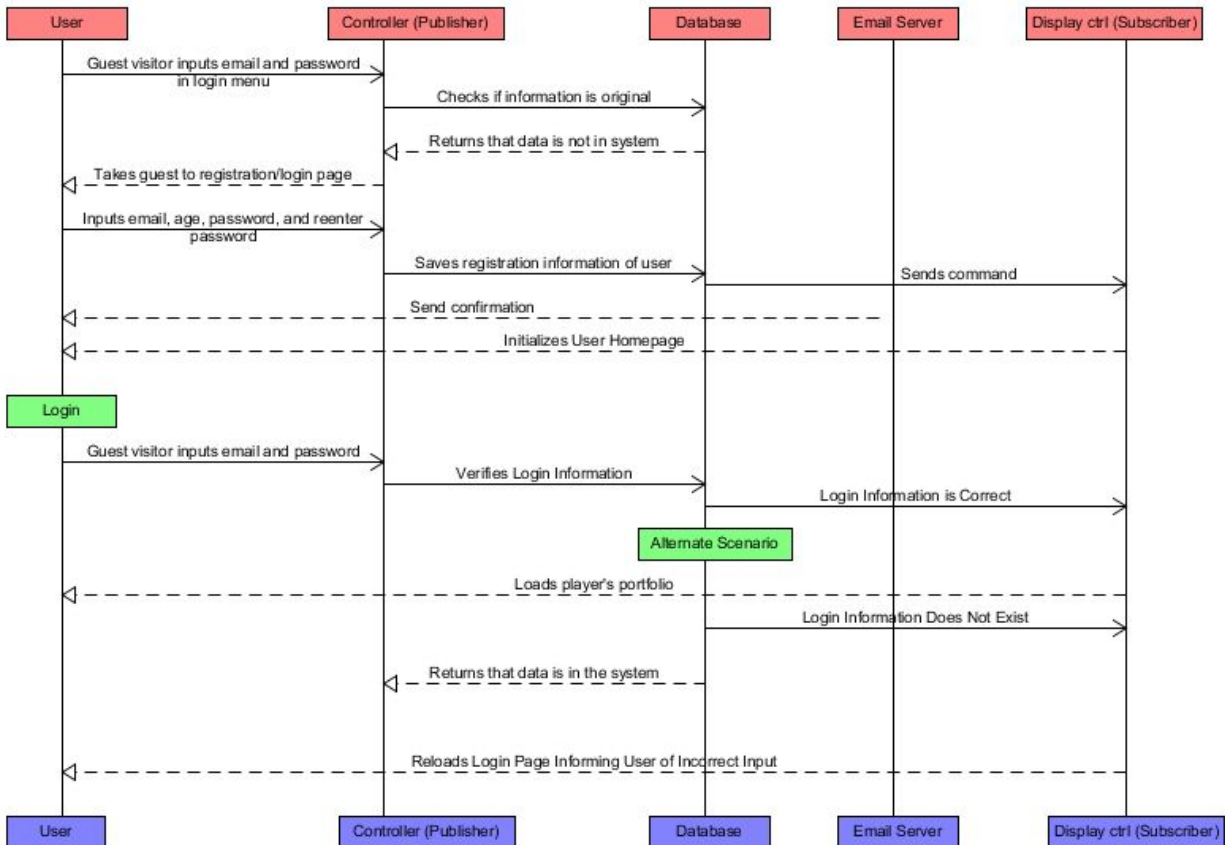 User
Controller (Publisher)
Database
Email Server
Display ctrl (Subscriber)
Guest visitor inputs email and password
in login menu
Checks if information is original
Returns that data is not in system
Takes guest to registration/login page
Inputs email, age, password, and reenter
password
Saves registration information of user
Sends command
Send confirmation
Initializes User Homepage
Login
Guest visitor inputs email and password
Verifies Login Information
Login Information is Correct
Alternate Scenario
Loads player's portfolio
Login Information Does Not Exist
Returns that data is in the system
Reloads Login Page Informing User of Incorrect Input
User
Controller (Publisher)
Database
Email Server
Display ctrl (Subscriber)